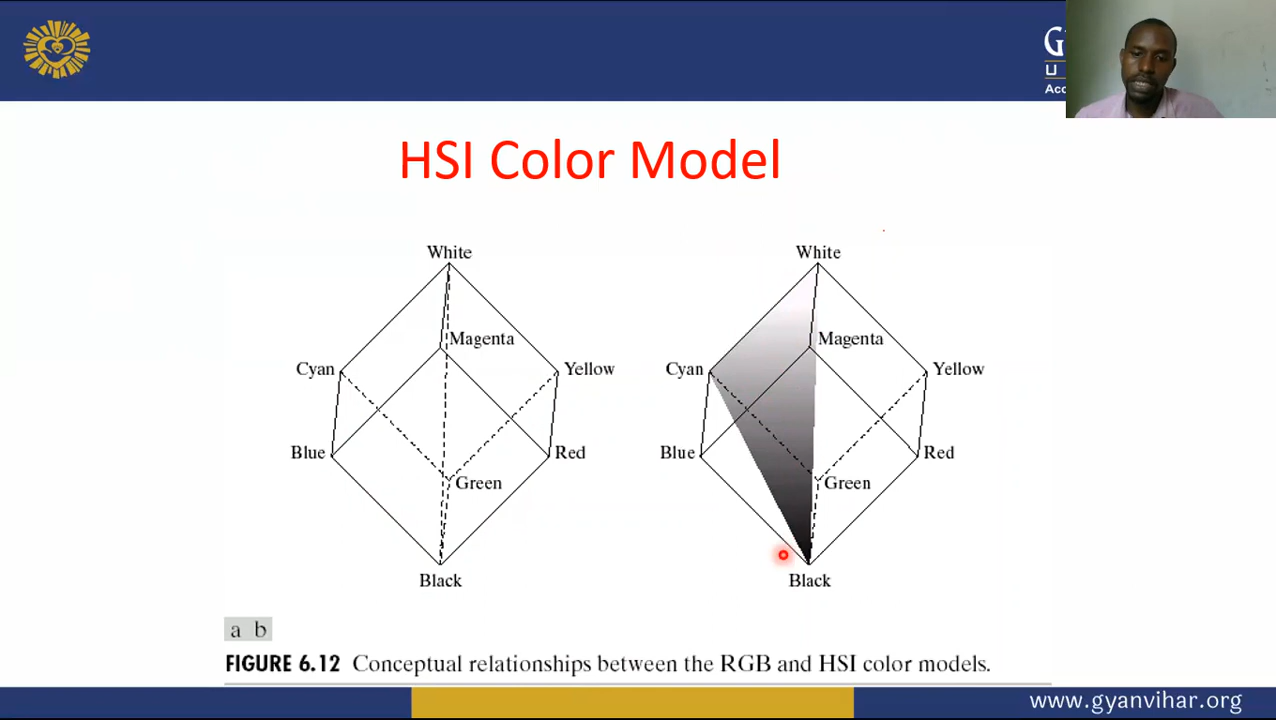 G
U
Acc
HSI Color Model
White
Magenta
Cyan
Yellow
Blue
Red
Green
Black
White
Magenta
Cyan
Yellow
Blue
Red
Green
Black
a b
FIGURE 6.12 Conceptual relationships between the RGB and HSI color models.
www.gyanvihar.org